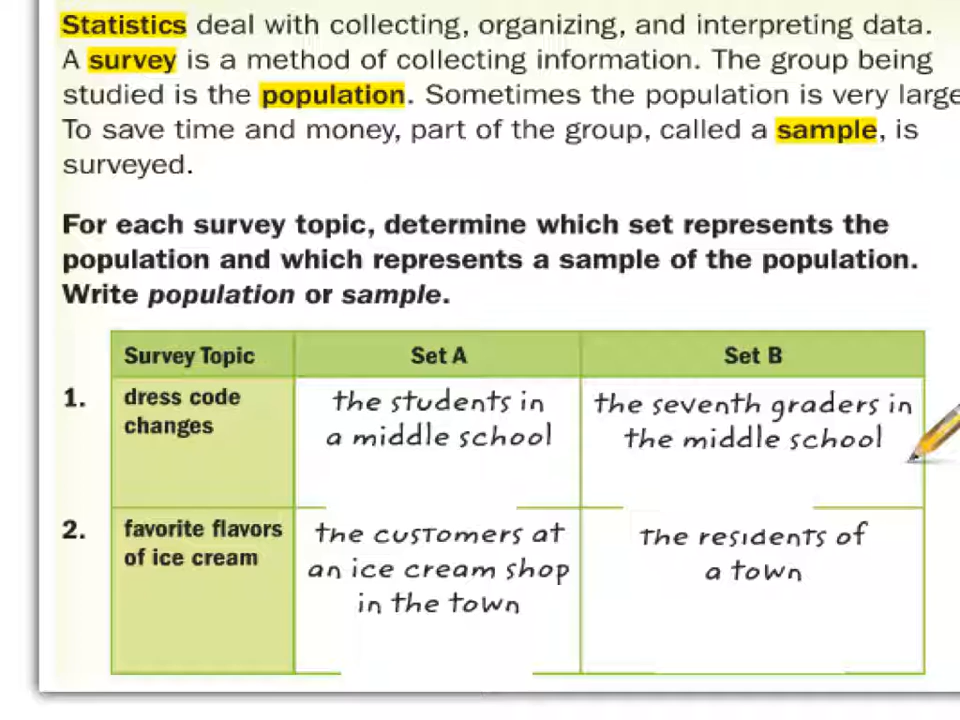 Statistics deal with collecting, organizing, and interpreting data.
A survey is a method of collecting information. The group being
studied is the population. Sometimes the population is very large
To save time and money, part of the group, called a sample, is
surveyed.
For each survey topic, determine which set represents the
population and which represents a sample of the population.
Write population or sample.
Survey Topic Set A Set B
1. dress code changes
the students in
a middle school
the seventh graders in
the middle school
2. favorite flavors
of ice cream
the customers at
an ice cream shop
in the town
the residents of
a town